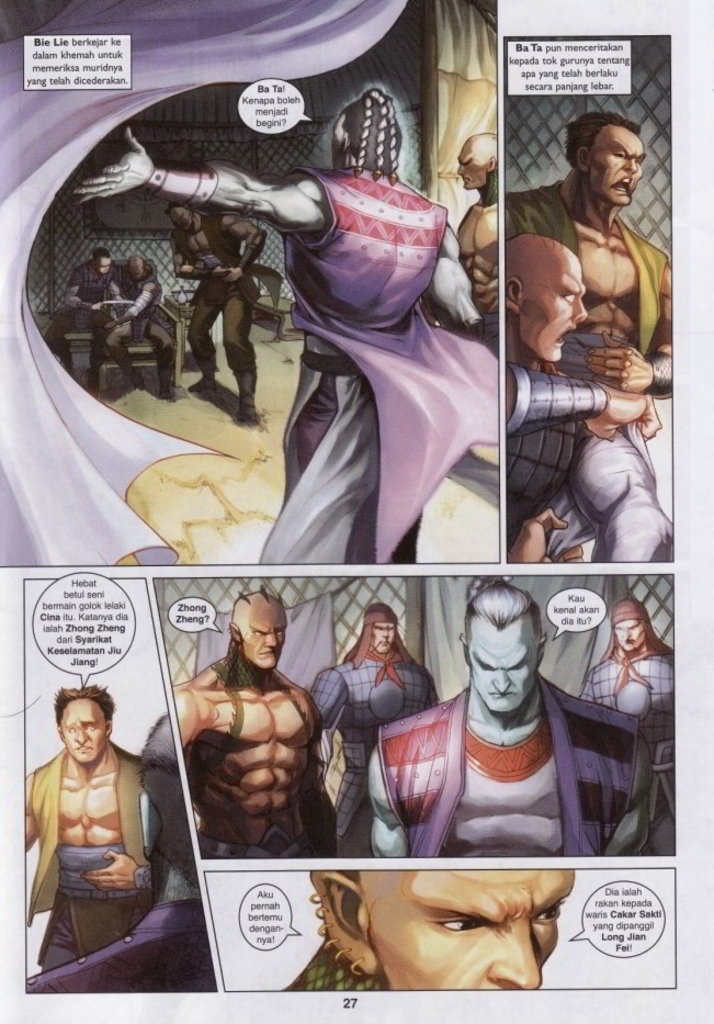 Bie Lie berkejar ke
dalam khemah untuk
memeriksa muridnya
yang telah dicederakan.
Ba Ta!
Kenapa boleh
menjadi
begini?
Ba Ta pun menceritakan
kepada tok gurunya tentang
apa yang telah berlaku
secara panjang lebar.
Hebat
betul seni
bermain golok lelaki
Cina itu. Katanya dia
ialah Zhong Zheng
dari Syarikat
Keselamatan Jiu
Jiang!
Zhong
Zheng?
Kau
kenal akan
dia itu?
Aku
pernah
bertemu
dengan-
nya!
Dia ialah
rakan kepada
waris Cakar Sakti
yang dipanggil
Long Jian
Fei!
27